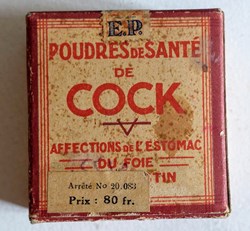 E.P.
POUDRES DE SANTÉ
DE
COCK
AFFECTIONS DE L'ESTOMAC
DU FOIE
TIN
Arrêté No 20.083
Prix : 80 fr.